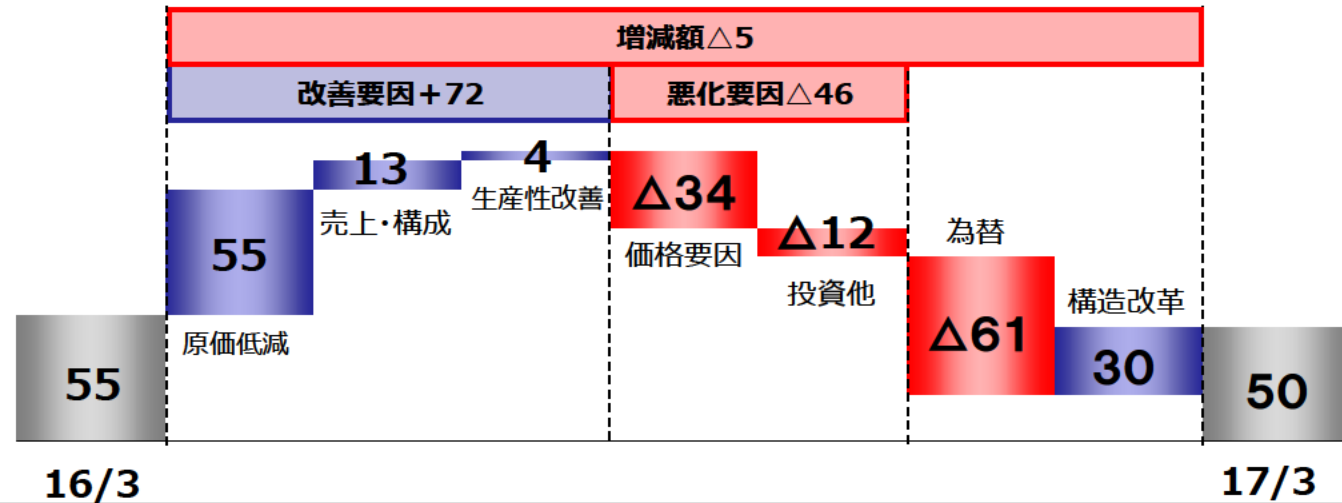 増減額△5
改善要因+72
悪化要因△46
13
4
生産性改善
△34
売上・構成
△12
為替
55
価格要因
投資他
構造改革
原価低減
△61
30
55
50
16/3
17/3